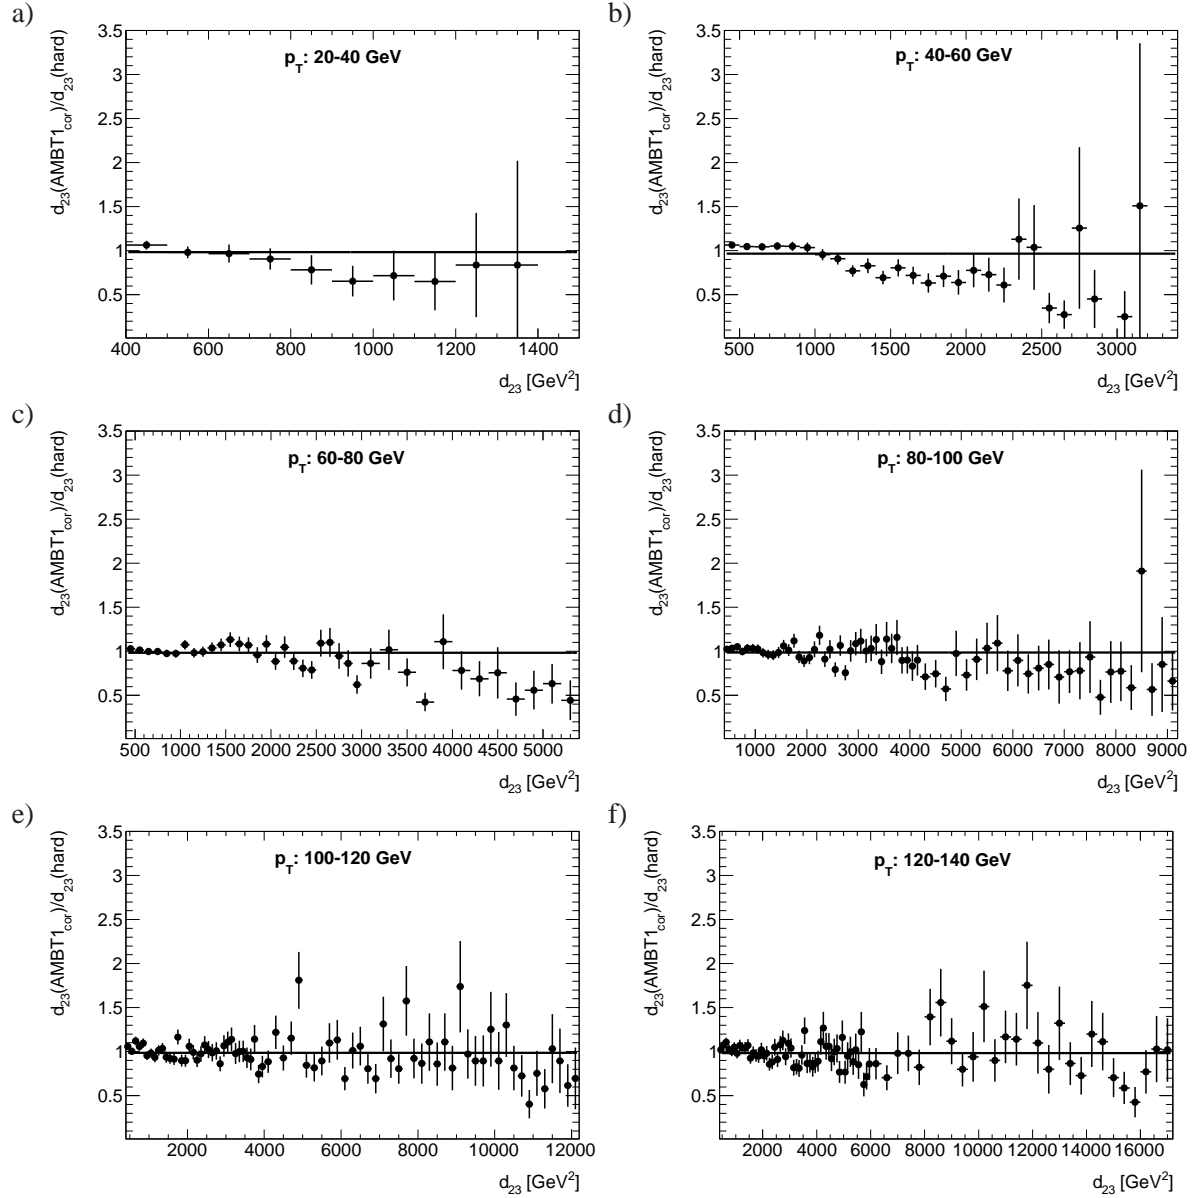 a)
d23(AMBT1cor)/d23(hard)
3.5
3
2.5
2
1.5
1
0.5
pT: 20-40 GeV
400 600 800 1000 1200 1400
d23 [GeV2]
b)
d23(AMBT1cor)/d23(hard)
3.5
3
2.5
2
1.5
1
0.5
pT: 40-60 GeV
500 1000 1500 2000 2500 3000
d23 [GeV2]
c)
d23(AMBT1cor)/d23(hard)
3.5
3
2.5
2
1.5
1
0.5
pT: 60-80 GeV
500 1000 1500 2000 2500 3000 3500 4000 4500 5000
d23 [GeV2]
d)
d23(AMBT1cor)/d23(hard)
3.5
3
2.5
2
1.5
1
0.5
pT: 80-100 GeV
1000 2000 3000 4000 5000 6000 7000 8000 9000
d23 [GeV2]
e)
d23(AMBT1cor)/d23(hard)
3.5
3
2.5
2
1.5
1
0.5
pT: 100-120 GeV
2000 4000 6000 8000 10000 12000
d23 [GeV2]
f)
d23(AMBT1cor)/d23(hard)
3.5
3
2.5
2
1.5
1
0.5
pT: 120-140 GeV
2000 4000 6000 8000 10000 12000 14000 16000
d23 [GeV2]